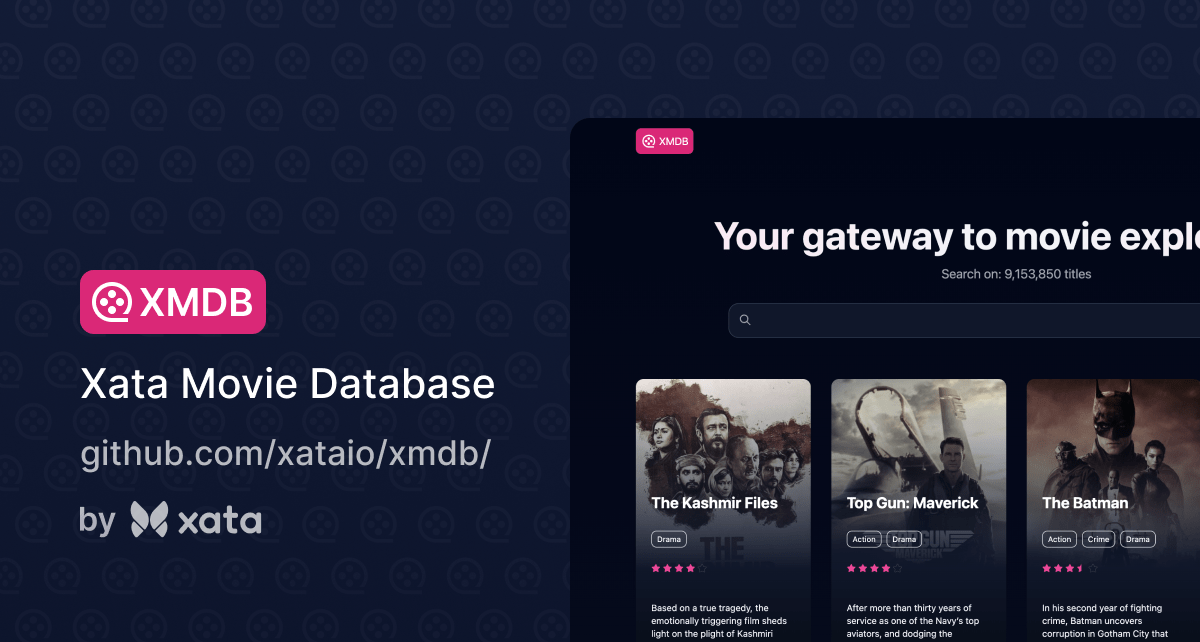 XMDB
Xata Movie Database
github.com/xataio/xmdb/
by xata
XMDB
Your gateway to movie explo
Search on: 9,153,850 titles
The Kashmir Files
Drama
THE
Based on a true tragedy, the
emotionally triggering film sheds
light on the plight of Kashmiri
Top Gun: Maverick
Action Drama
GUN
MAVERICK
After more than thirty years of
service as one of the Navy’s top
aviators, and dodging the
The Batman
Action Crime Drama
In his second year of fighting
crime, Batman uncovers
corruption in Gotham City that